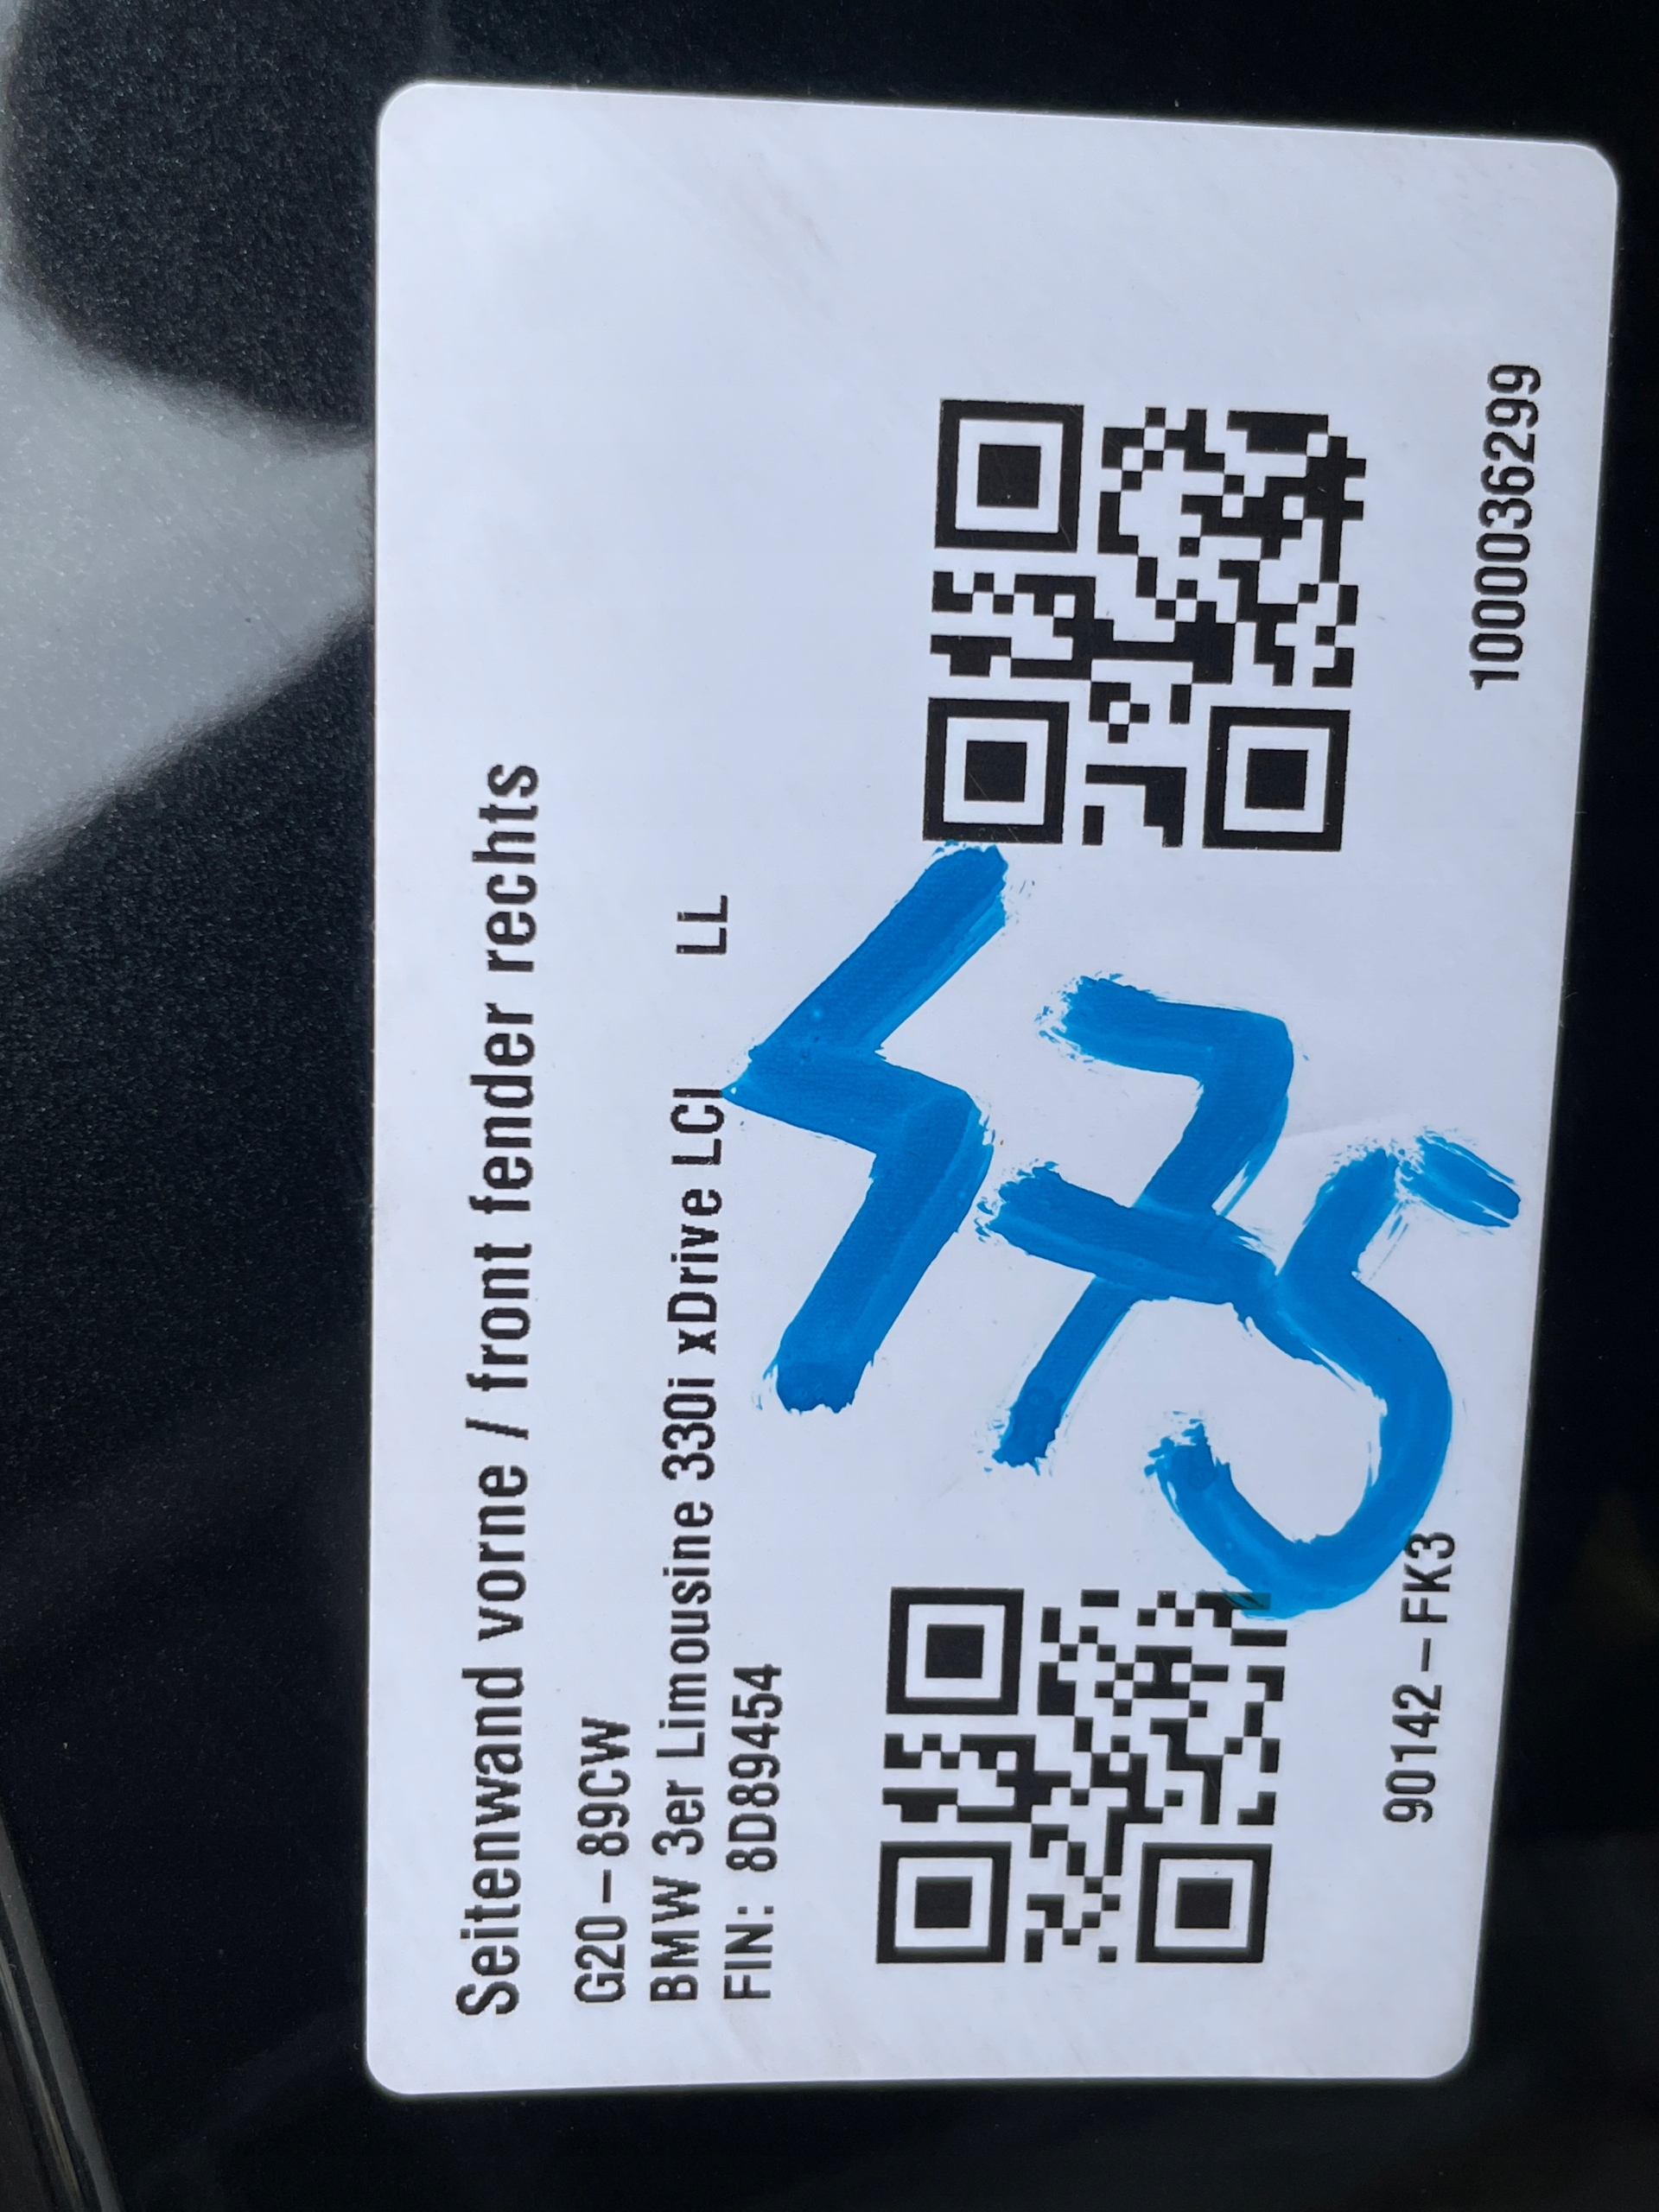 Seitenwand vorne / front fender rechts
G20-89CW
BMW 3er Limousine 330i xDrive LCI LL
FIN: 8D89454
475
90142-FK3
1000036299